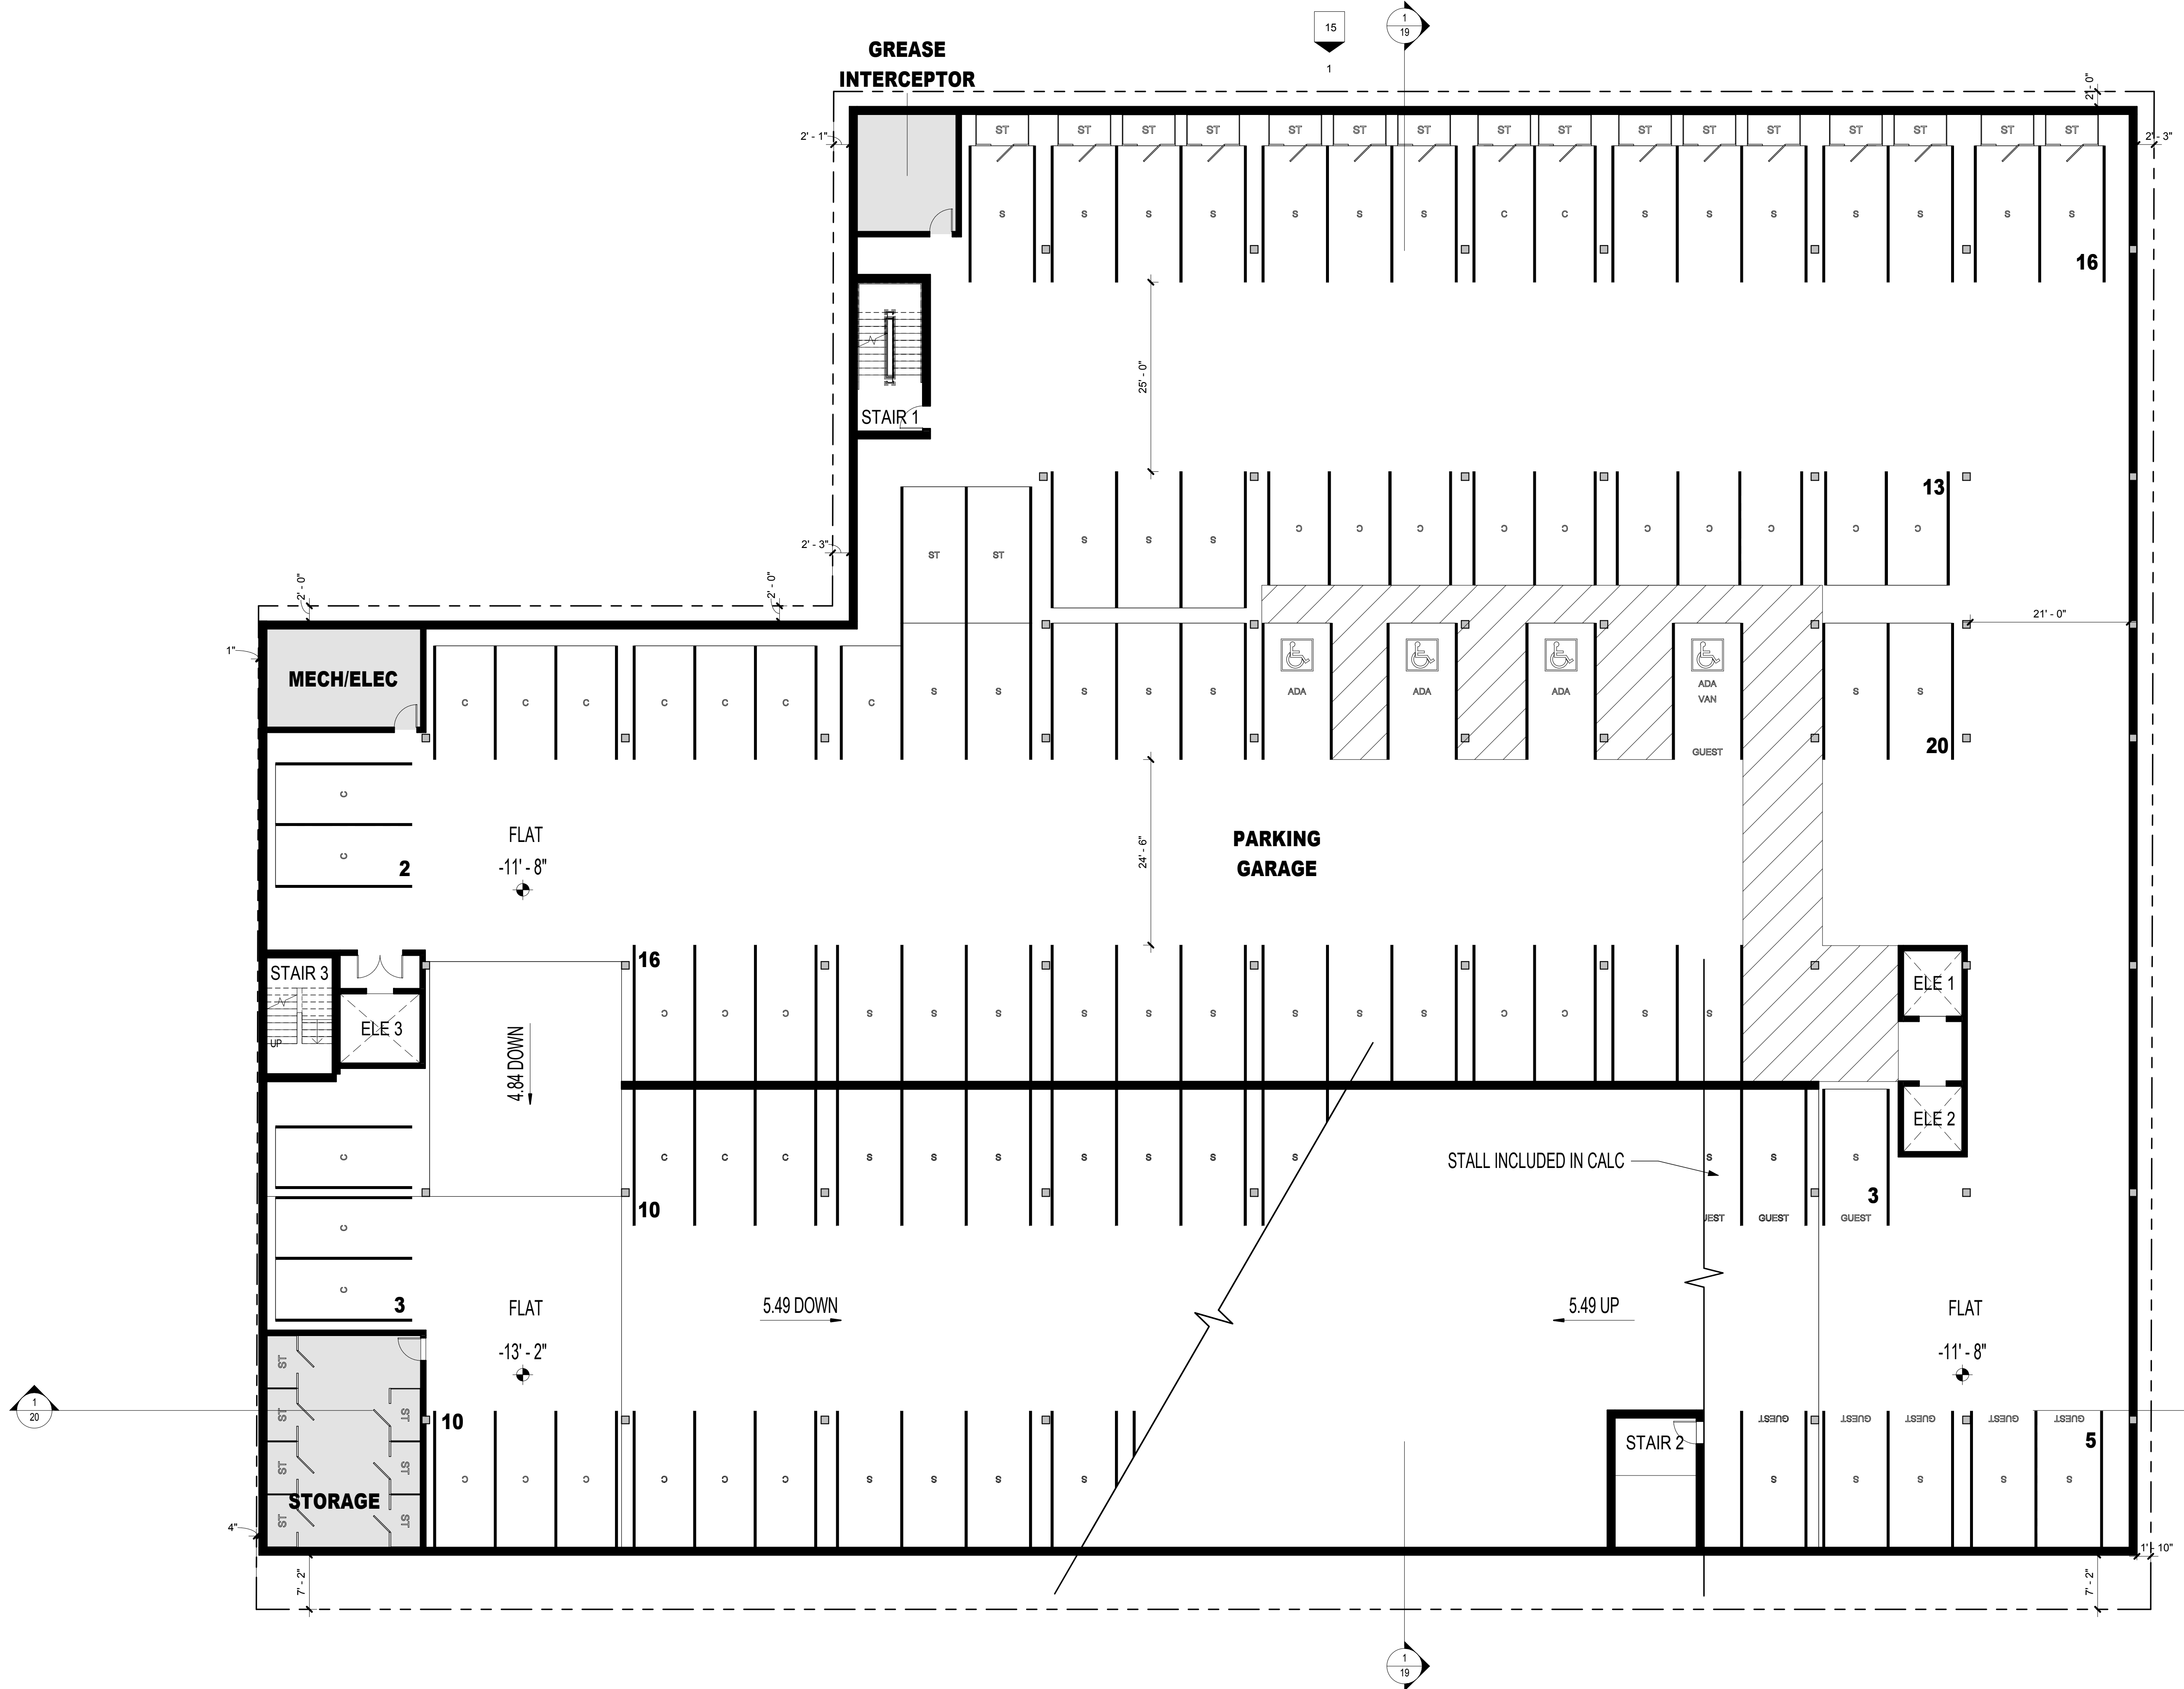 15
1
1
19
GREASE
INTERCEPTOR
2' - 0"
2' - 1"
2' - 3"
ST ST ST ST ST ST ST ST ST ST ST ST ST ST ST ST
S S S S S S S C C S S S S S S S
16
25' - 0"
STAIR 1
13
S S S C C C C C C C C C C
ST ST
2' - 3"
2' - 0"
2' - 0"
21' - 0"
1"
MECH/ELEC
C C C C C C C S S S S S
ADA
ADA
ADA
ADA
VAN
GUEST
S S
20
C
C
2
FLAT
-11' - 8"
24' - 6"
PARKING
GARAGE
16
STAIR 3
UP
ELE 3
4.84 DOWN
C C C S S S S S S S S S C C S S
ELE 1
ELE 2
C
C C C S S S S S S S
STALL INCLUDED IN CALC
S S S
3
10
UEST GUEST GUEST
C
C
3
FLAT
-13' - 2"
5.49 DOWN
5.49 UP
FLAT
-11' - 8"
1
20
ST
ST ST
ST ST
ST ST
STORAGE
10
C C C C C C S S S S
STAIR 2
GUEST GUEST GUEST GUEST GUEST
5
S S S S S
4"
1' - 10"
7' - 2"
7' - 2"
1
19